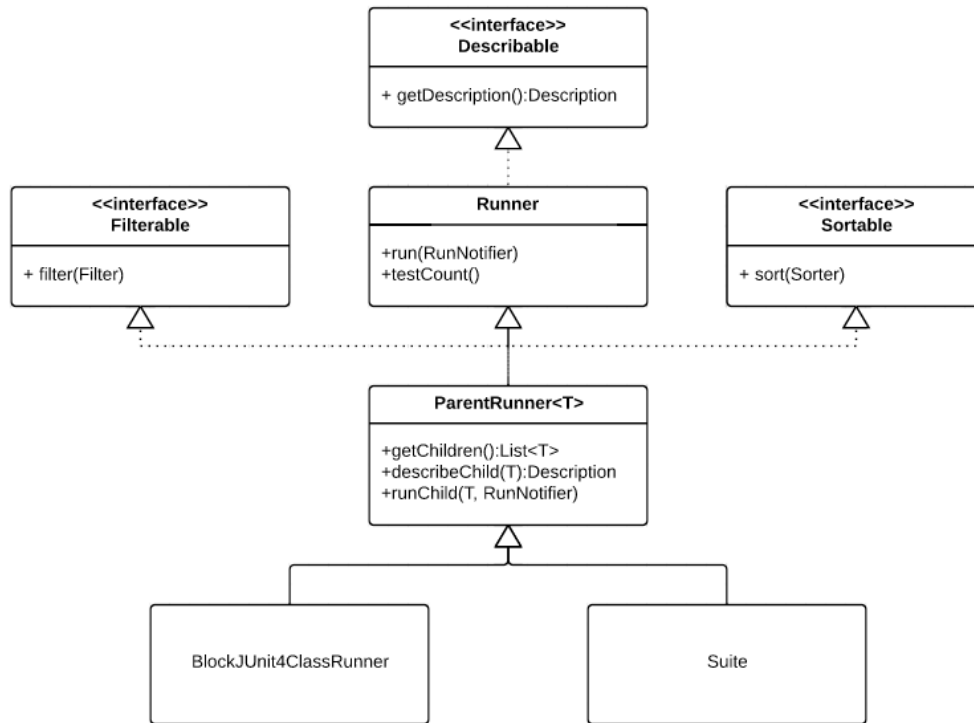 <<interface>>
Describable
+ getDescription():Description
<<interface>>
Filterable
+ filter(Filter)
Runner
+run(RunNotifier)
+testCount()
<<interface>>
Sortable
+ sort(Sorter)
ParentRunner<T>
+getChildren():List<T>
+describeChild(T):Description
+runChild(T, RunNotifier)
BlockJUnit4ClassRunner
Suite